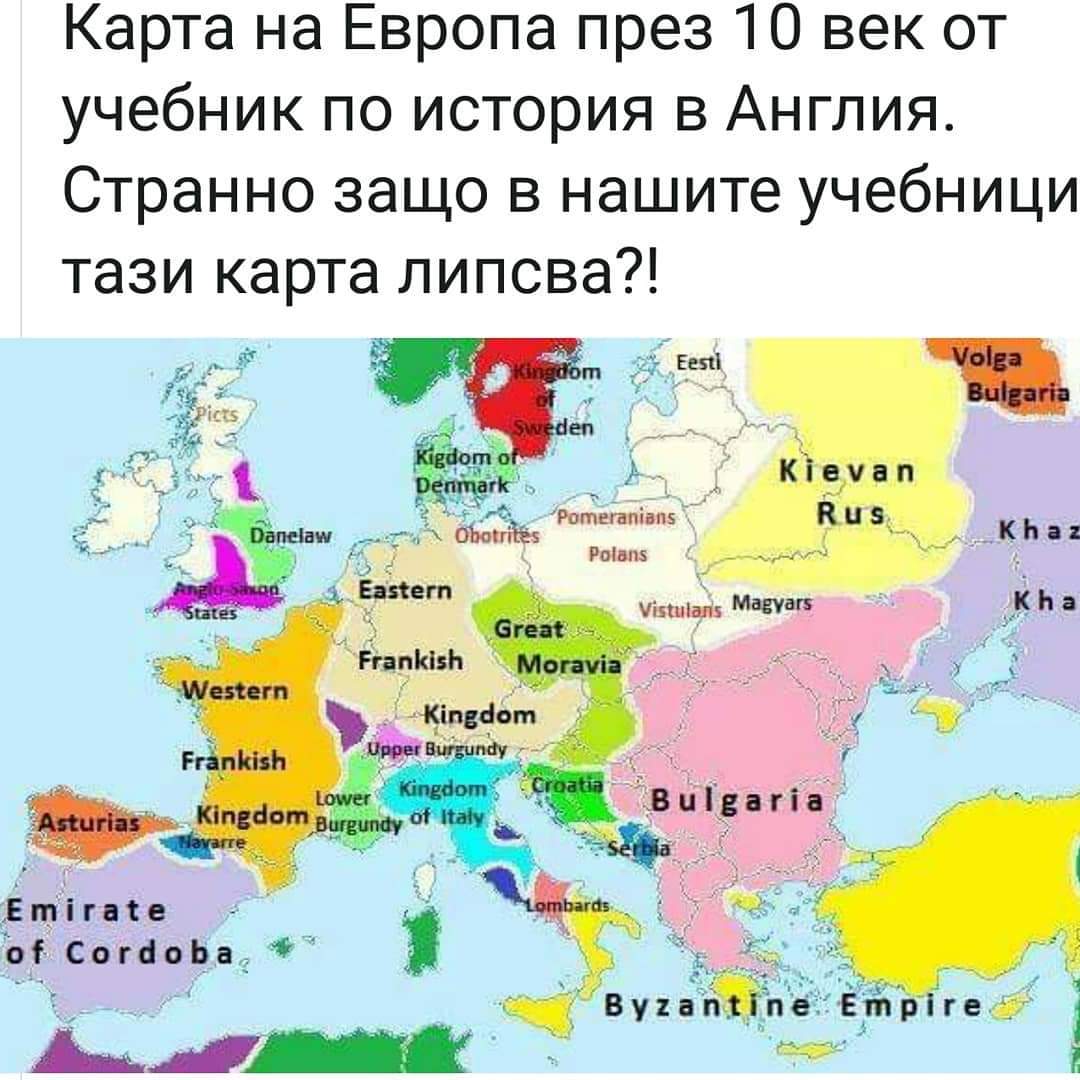 Карта на Европа през 10 век от
учебник по история в Англия.
Странно защо в нашите учебници
тази карта липсва?!
Volga
Bulgaria
Eesti
Kingdom
of
Sweden
Picts
Kigdom of
Denmark
Kievan
Rus
Pomeranians
Obotrites
Polans
Khaz
Kha
Danelaw
Anglo-Saxon
States
Vistulans
Magyars
Eastern
Frankish
Kingdom
Great
Moravia
Western
Frankish
Kingdom
Upper Burgundy
Lower
Burgundy
Kingdom
of Italy
Croatia
Bulgaria
Serbia
Asturias
Navarre
Lombards
Emirate
of Cordoba
Byzantine Empire